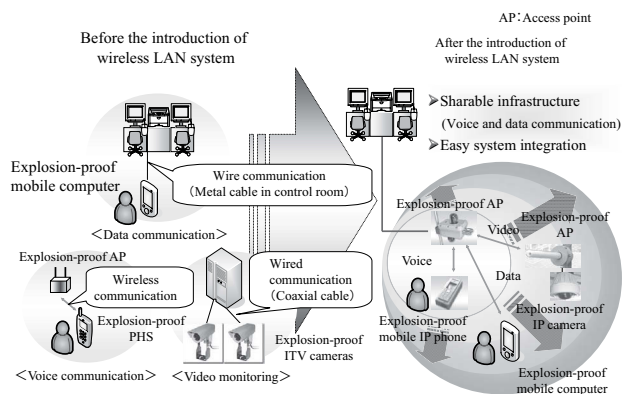 AP：Access point
Before the introduction of
wireless LAN system
After the introduction of
wireless LAN system
➢Sharable infrastructure
(Voice and data communication)
➢Easy system integration
Explosion-proof
mobile computer
Wire communication
（Metal cable in control room）
＜Data communication＞
Explosion-proof AP
Wireless
communication
Explosion-proof
PHS
＜Voice communication＞
Wired
communication
（Coaxial cable）
Explosion-proof
ITV cameras
＜Video monitoring＞
Explosion-proof AP
Video
Explosion-proof
AP
Voice
Data
Explosion-proof
mobile IP phone
Explosion-proof
IP camera
Explosion-proof
mobile computer